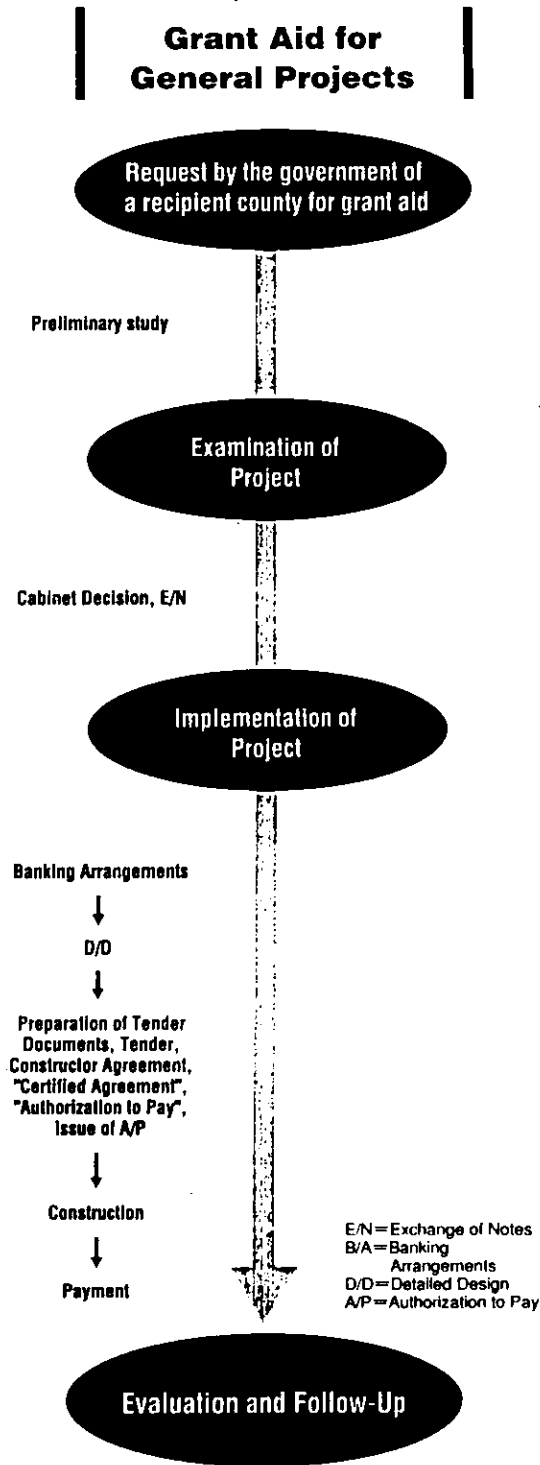 Grant Aid for
General Projects
Request by the government of
a recipient county for grant aid
Preliminary study
Examination of
Project
Cabinet Decision, E/N
Implementation of
Project
Banking Arrangements
D/D
Preparation of Tender
Documents, Tender,
Constructor Agreement,
"Certified Agreement",
"Authorization to Pay",
Issue of A/P
Construction
Payment
E/N=Exchange of Notes
B/A=Banking
Arrangements
D/D=Detailed Design
A/P=Authorization to Pay
Evaluation and Follow-Up